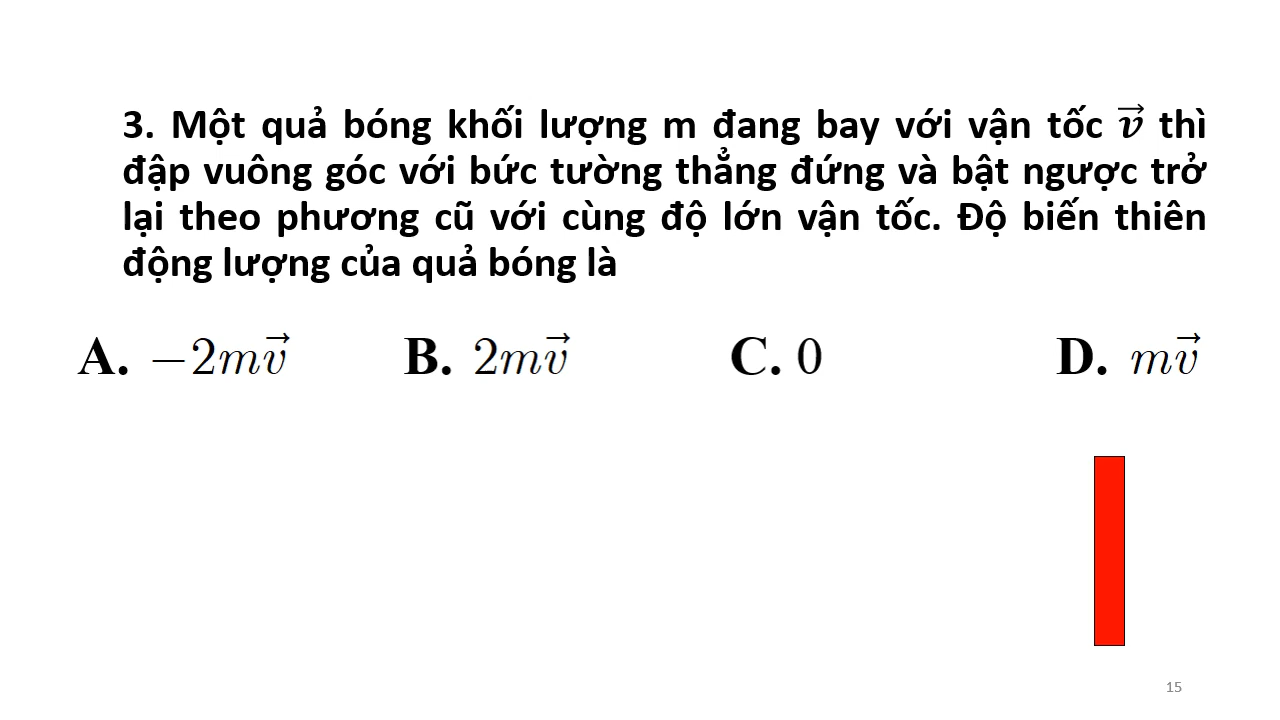 3. Một quả bóng khối lượng m đang bay với vận tốc v⃗ thì
đập vuông góc với bức tường thẳng đứng và bật ngược trở
lại theo phương cũ với cùng độ lớn vận tốc. Độ biến thiên
động lượng của quả bóng là
A. −2mv⃗ B. 2mv⃗ C. 0 D. mv⃗
15